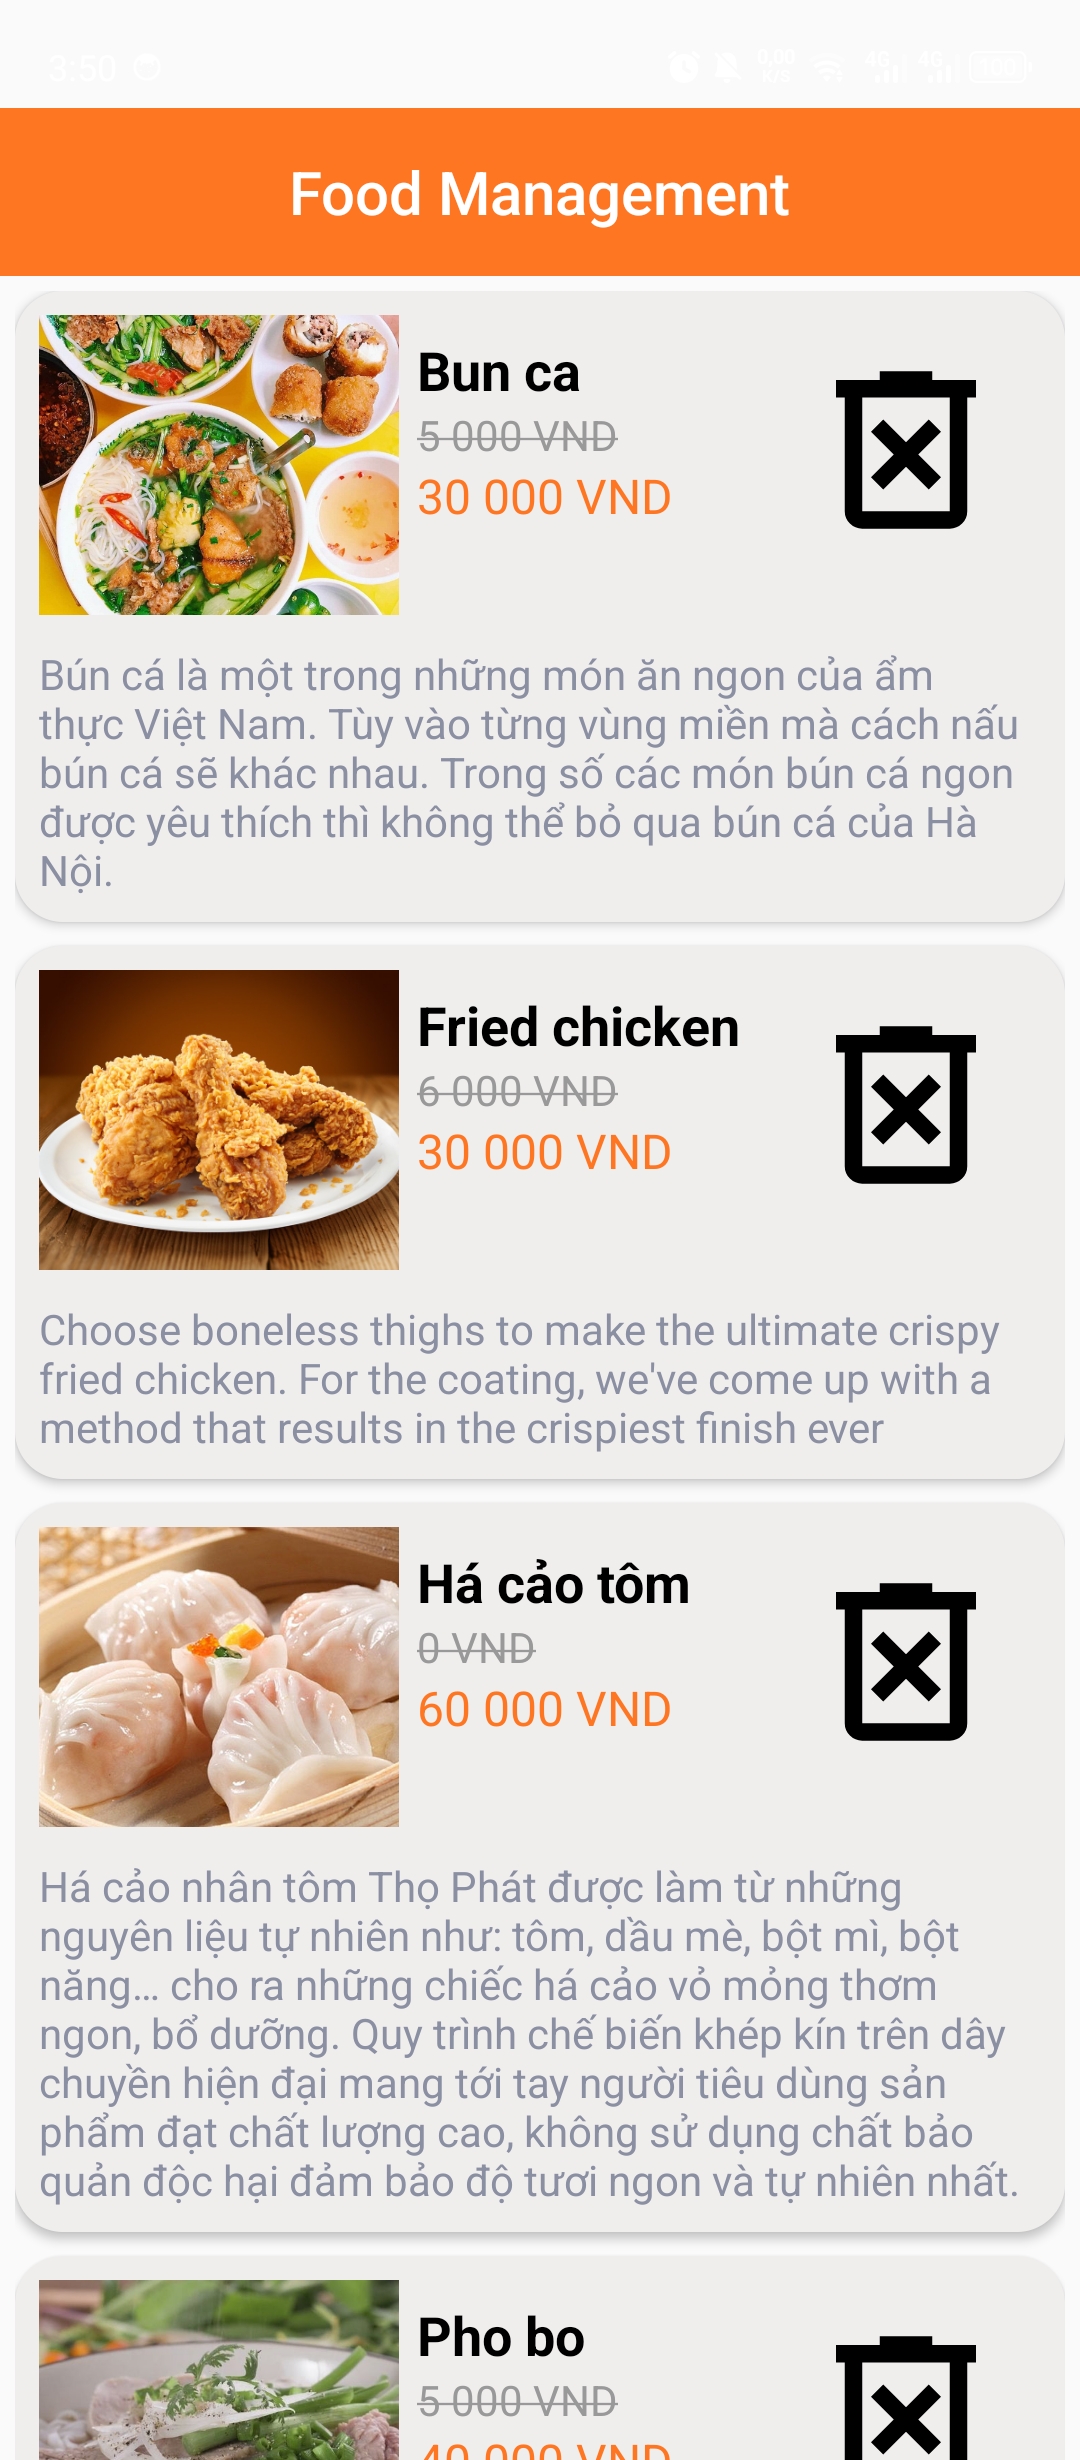 3:50
0,00
K/S
4G
4G
100
Food Management
Bun ca
5 000 VND
30 000 VND
Bún cá là một trong những món ăn ngon của ẩm
thực Việt Nam. Tùy vào từng vùng miền mà cách nấu
bún cá sẽ khác nhau. Trong số các món bún cá ngon
được yêu thích thì không thể bỏ qua bún cá của Hà
Nội.
Fried chicken
6 000 VND
30 000 VND
Choose boneless thighs to make the ultimate crispy
fried chicken. For the coating, we've come up with a
method that results in the crispiest finish ever
Há cảo tôm
0 VND
60 000 VND
Há cảo nhân tôm Thọ Phát được làm từ những
nguyên liệu tự nhiên như: tôm, dầu mè, bột mì, bột
năng… cho ra những chiếc há cảo vỏ mỏng thơm
ngon, bổ dưỡng. Quy trình chế biến khép kín trên dây
chuyền hiện đại mang tới tay người tiêu dùng sản
phẩm đạt chất lượng cao, không sử dụng chất bảo
quản độc hại đảm bảo độ tươi ngon và tự nhiên nhất.
Pho bo
5 000 VND
40 000 VND